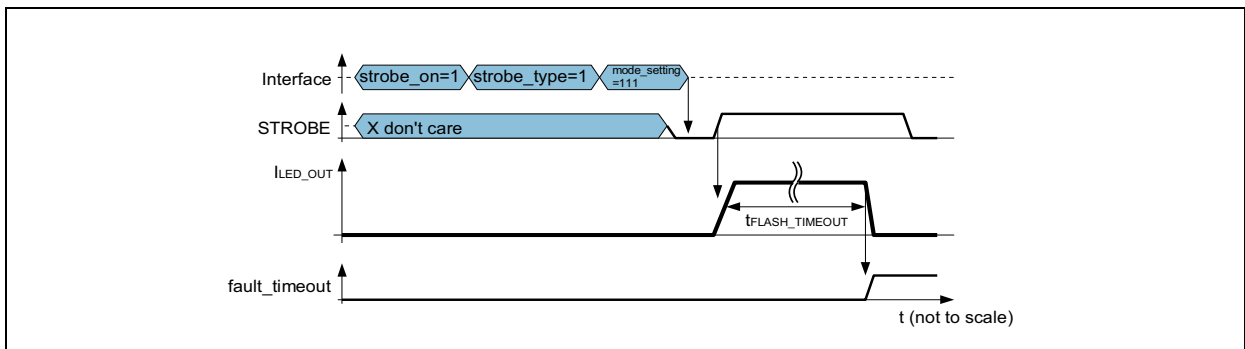 Interface
strobe_on=1
strobe_type=1
mode_setting
=111
STROBE
X don't care
ILED_OUT
tFLASH_TIMEOUT
fault_timeout
t (not to scale)